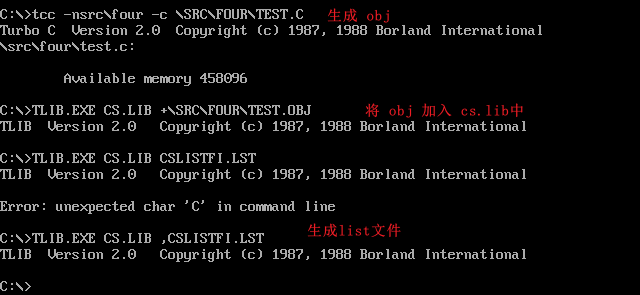 C:\>tcc -nsrc\four -c \SRC\FOUR\TEST.C 生成 obj
Turbo C  Version 2.0  Copyright (c) 1987, 1988 Borland International
\src\four\test.c:
Available memory 458096
C:\>TLIB.EXE CS.LIB +\SRC\FOUR\TEST.OBJ 将 obj 加入 cs.lib中
TLIB  Version 2.0   Copyright (c) 1987, 1988 Borland International
C:\>TLIB.EXE CS.LIB CSLISTFI.LST
TLIB  Version 2.0   Copyright (c) 1987, 1988 Borland International
Error: unexpected char 'C' in command line
C:\>TLIB.EXE CS.LIB ,CSLISTFI.LST 生成list文件
TLIB  Version 2.0   Copyright (c) 1987, 1988 Borland International
C:\>